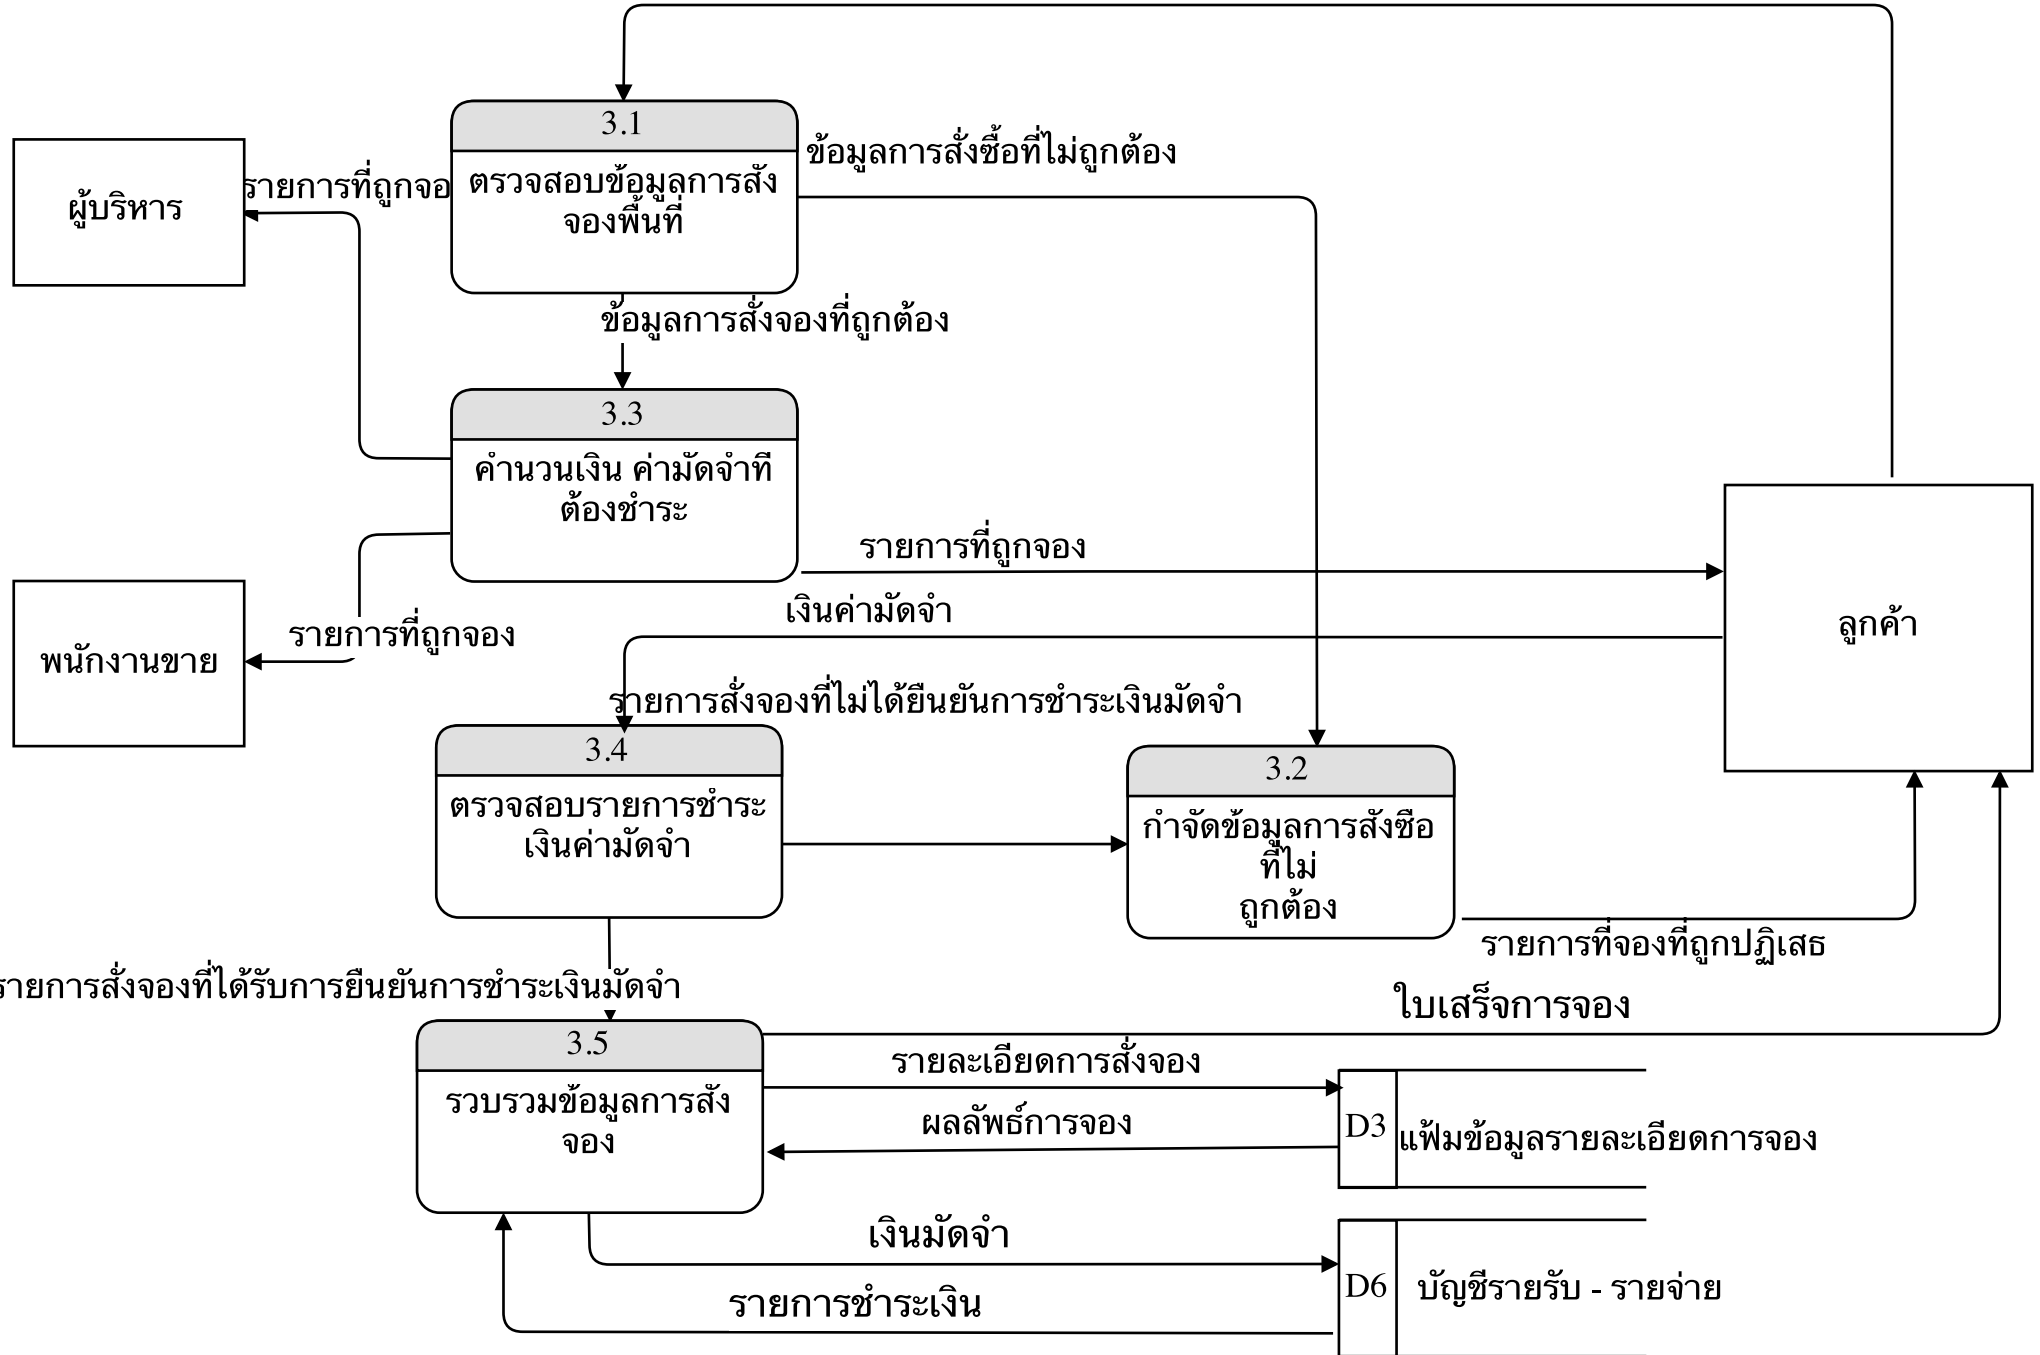 3.1
ตรวจสอบข้อมูลการสั่ง
จองพื้นที่
ข้อมูลการสั่งซื้อที่ไม่ถูกต้อง
ผู้บริหาร
รายการที่ถูกจอ
ข้อมูลการสั่งจองที่ถูกต้อง
3.3
คำนวนเงิน ค่ามัดจำที่
ต้องชำระ
รายการที่ถูกจอง
เงินค่ามัดจำ
ลูกค้า
รายการที่ถูกจอง
พนักงานขาย
รายการสั่งจองที่ไม่ได้ยืนยันการชำระเงินมัดจำ
3.4
ตรวจสอบรายการชำระ
เงินค่ามัดจำ
3.2
กำจัดข้อมูลการสั่งซื้อ
ที่ไม่
ถูกต้อง
รายการที่จองที่ถูกปฏิเสธ
รายการสั่งจองที่ได้รับการยืนยันการชำระเงินมัดจำ
ใบเสร็จการจอง
3.5
รวบรวมข้อมูลการสั่ง
จอง
รายละเอียดการสั่งจอง
ผลลัพธ์การจอง
D3
แฟ้มข้อมูลรายละเอียดการจอง
เงินมัดจำ
รายการชำระเงิน
D6
บัญชีรายรับ - รายจ่าย